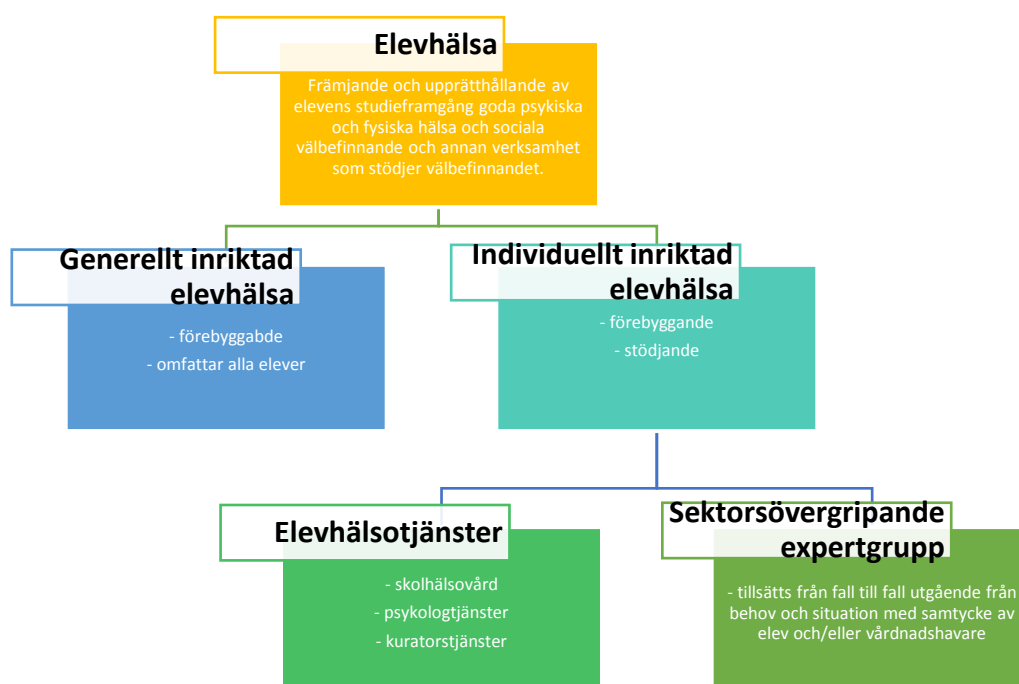 Elevhälsa
Främjande och upprätthållande av
elevens studieframgång goda psykiska
och fysiska hälsa och sociala
välbefinnande och annan verksamhet
som stödjer välbefinnandet.
Generellt inriktad
elevhälsa
- förebyggabde
- omfattar alla elever
Individuellt inriktad
elevhälsa
- förebyggande
- stödjande
Elevhälsotjänster
- skolhälsovård
- psykologtjänster
- kuratorstjänster
Sektorsövergripande
expertgrupp
- tillsätts från fall till fall utgående från
behov och situation med samtycke av
elev och/eller vårdnadshavare